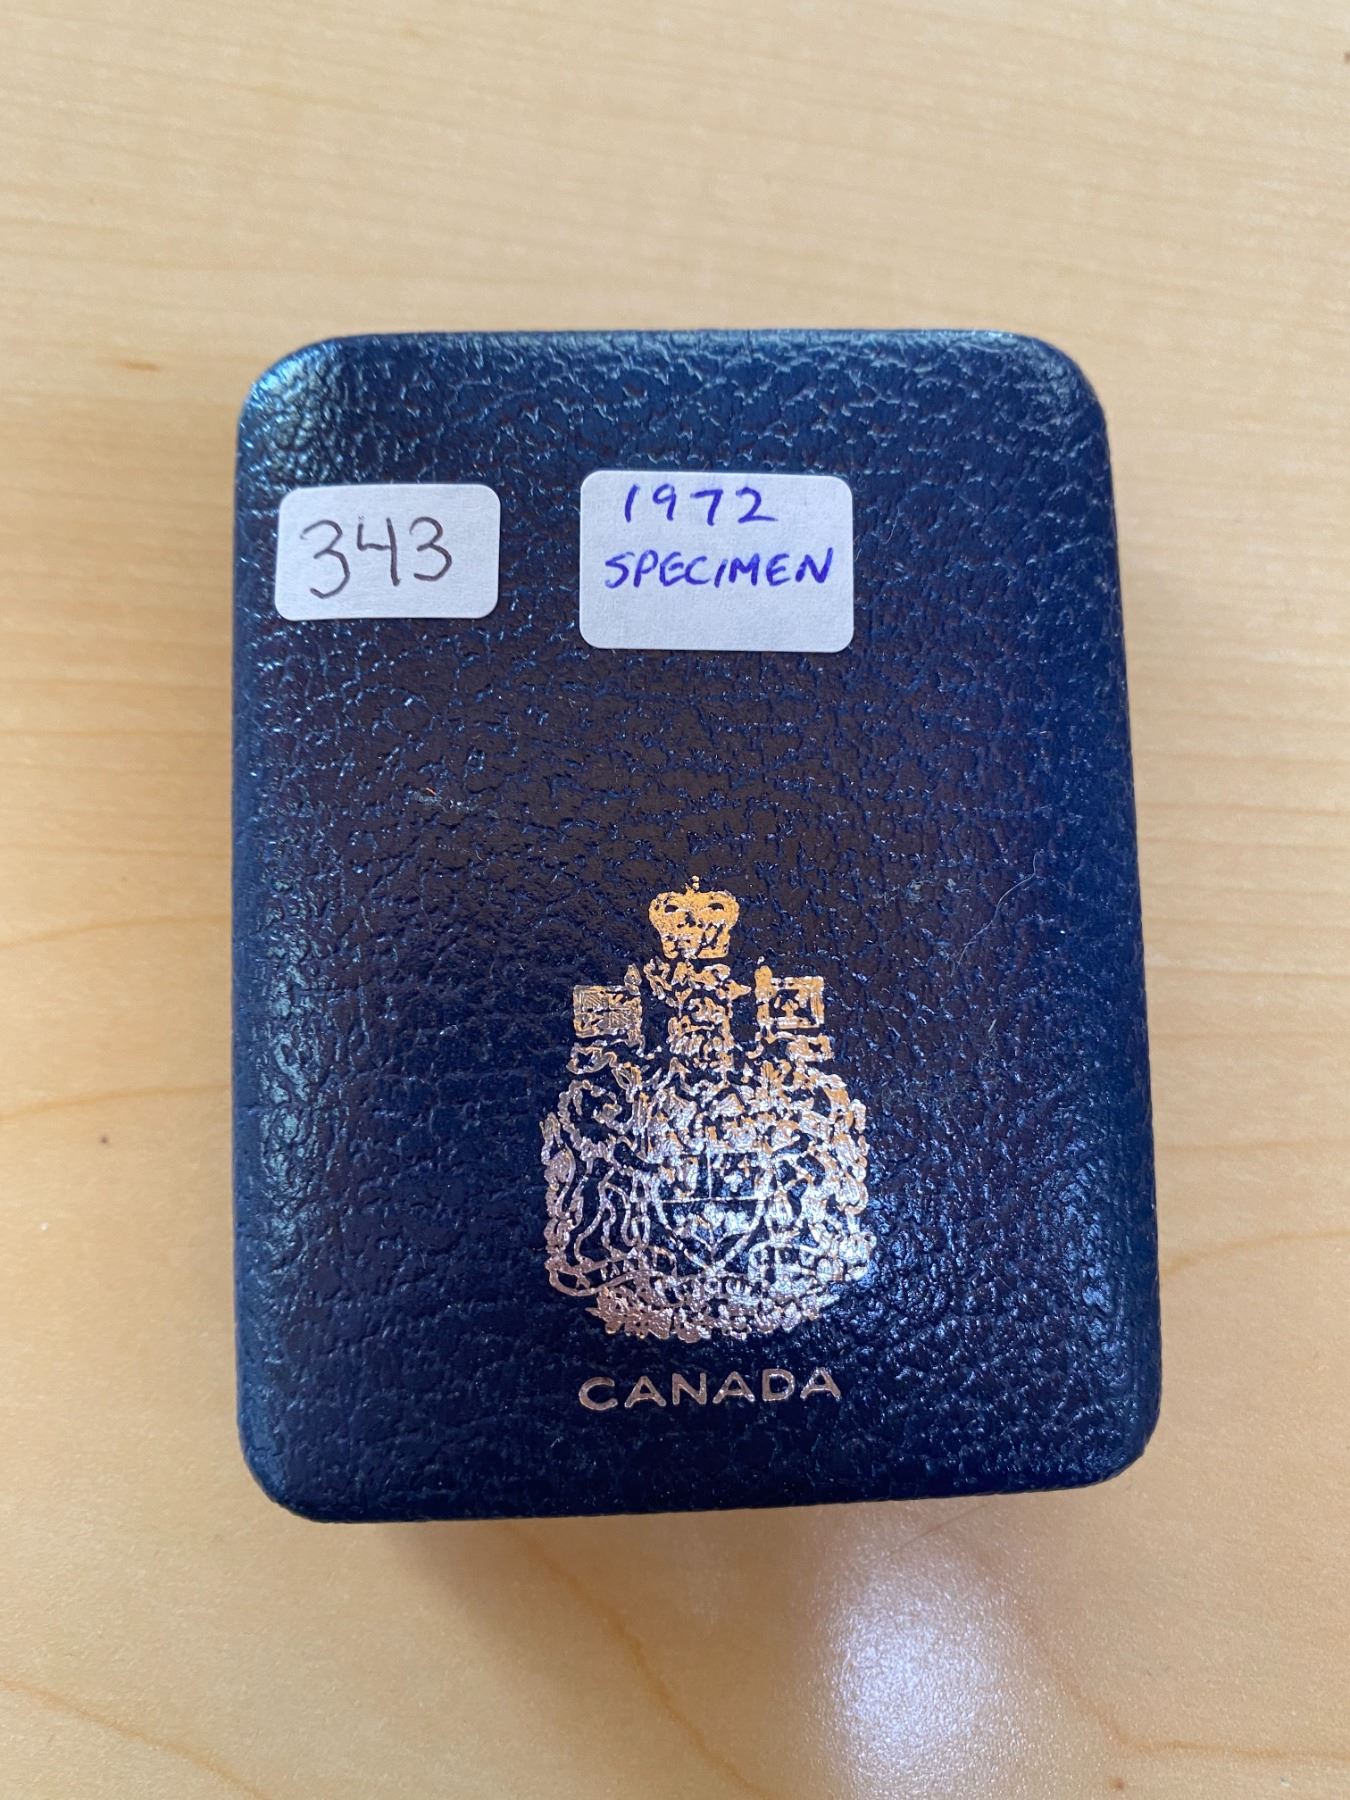 343
1972
SPECIMEN
CANADA